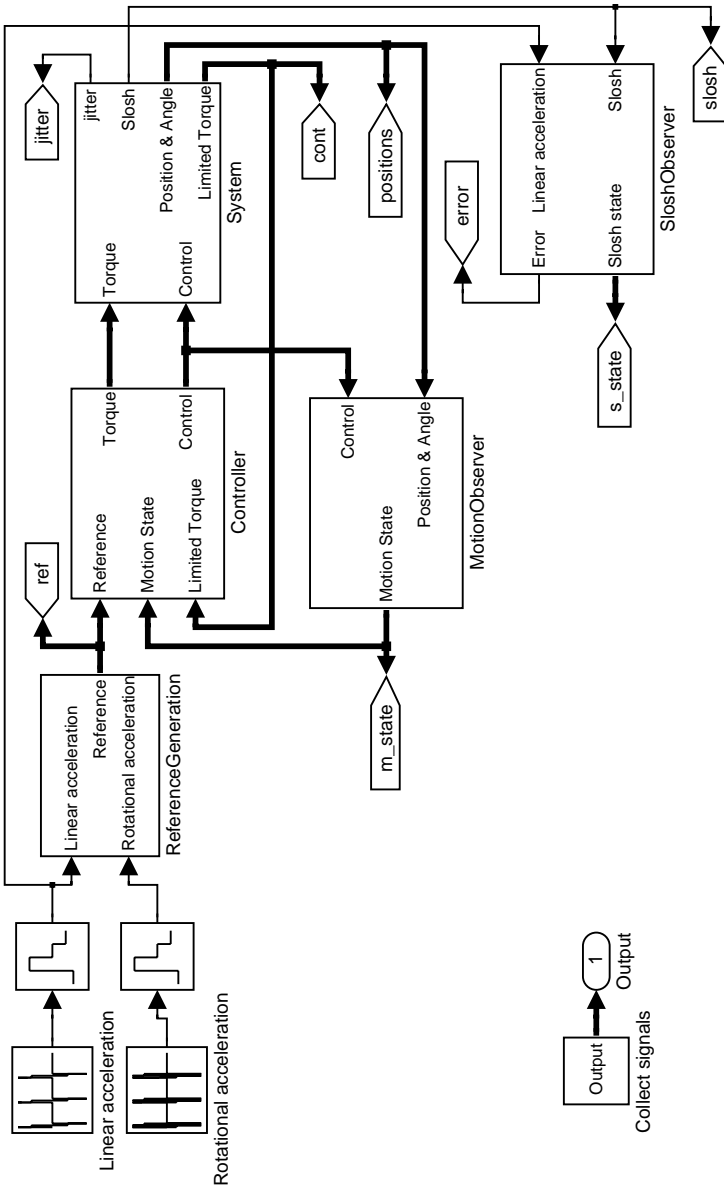 Linear acceleration
Rotational acceleration
Linear acceleration
Reference
Rotational acceleration
ReferenceGeneration
ref
Reference
Motion State
Limited Torque
Torque
Control
Controller
Torque
Control
jitter
Slosh
Position & Angle
Limited Torque
System
jitter
cont
positions
Motion State
Control
Position & Angle
MotionObserver
m_state
error
Error
Linear acceleration
Slosh state
Slosh
SloshObserver
s_state
slosh
Output
Collect signals
1
Output